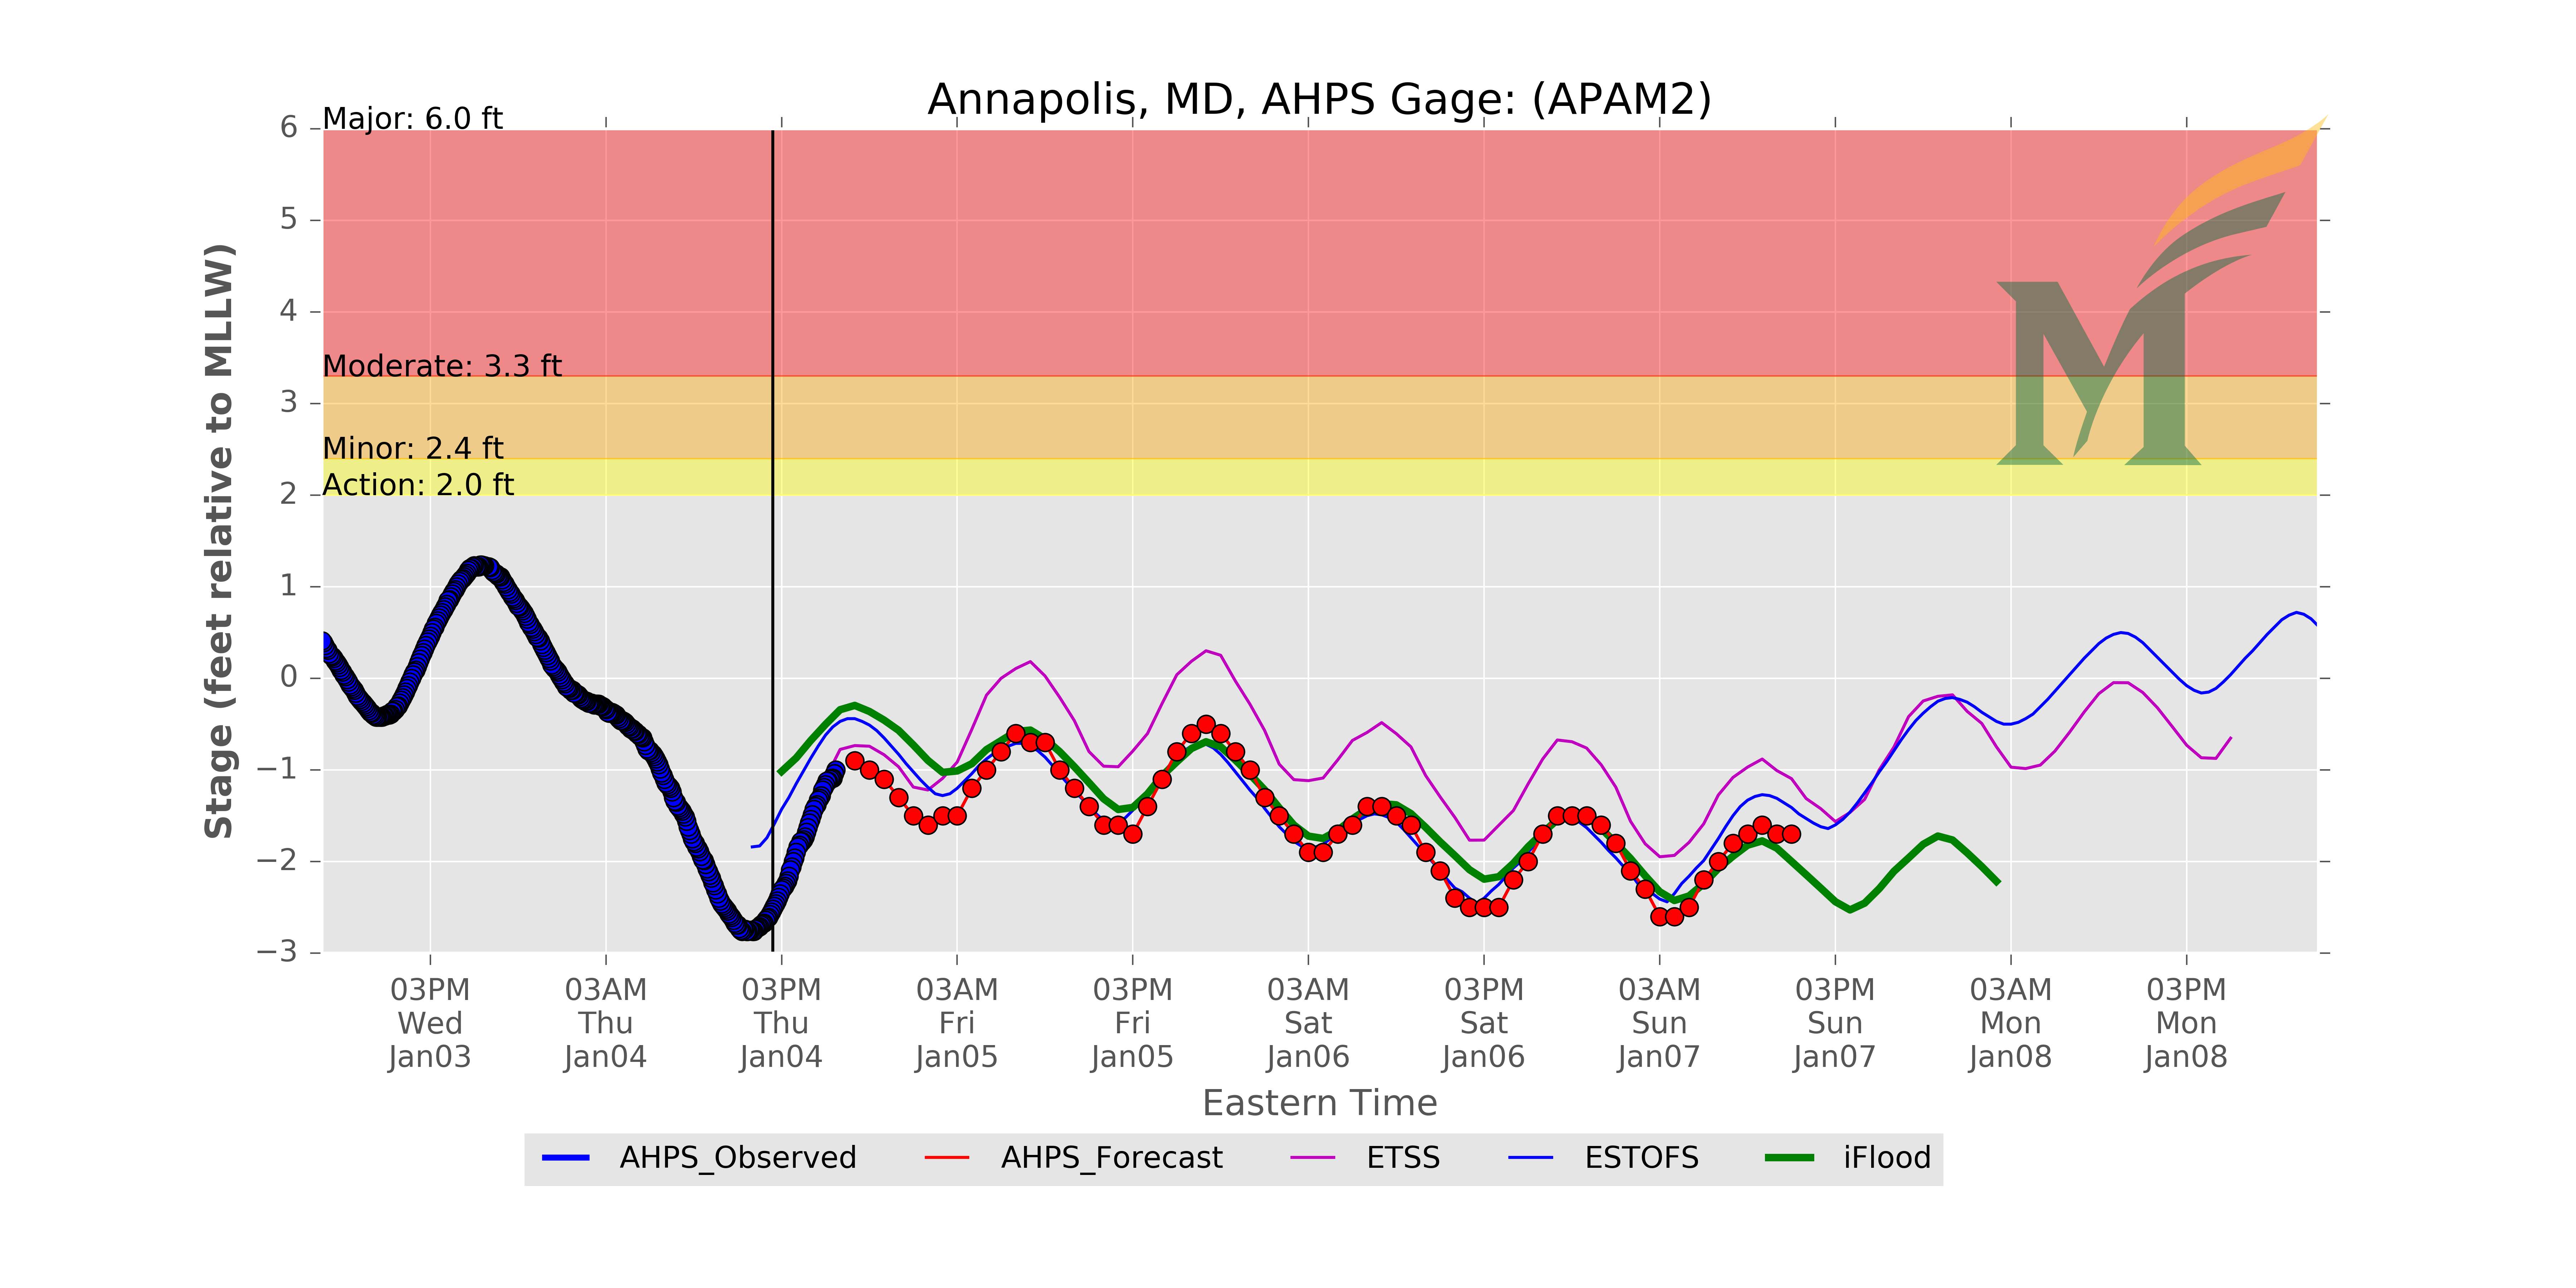 Annapolis, MD, AHPS Gage: (APAM2)
Major: 6.0 ft
Moderate: 3.3 ft
Minor: 2.4 ft
Action: 2.0 ft
Stage (feet relative to MLLW)
6
5
4
3
2
1
0
−1
−2
−3
03PM Wed Jan03
03AM Thu Jan04
03PM Thu Jan04
03AM Fri Jan05
03PM Fri Jan05
03AM Sat Jan06
03PM Sat Jan06
03AM Sun Jan07
03PM Sun Jan07
03AM Mon Jan08
03PM Mon Jan08
Eastern Time
AHPS_Observed AHPS_Forecast ETSS ESTOFS iFlood
M